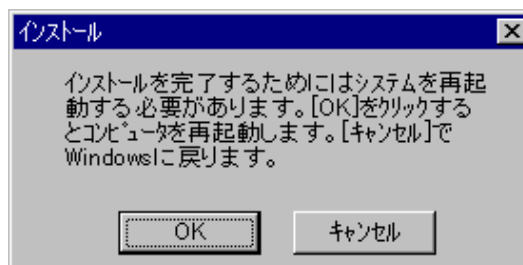 インストール
インストールを完了するためにはシステムを再起
動する必要があります。[OK]をクリックする
とコンピュータを再起動します。[キャンセル]で
Windowsに戻ります。
OK
キャンセル